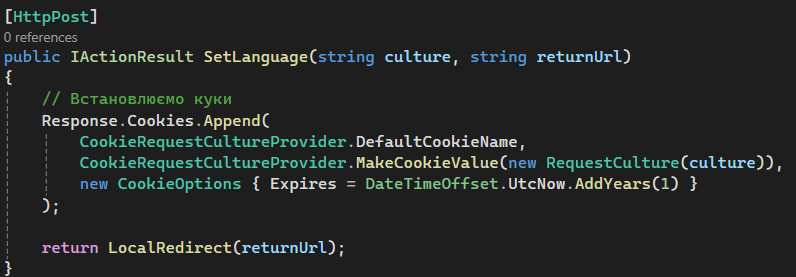 [HttpPost]
0 references
public IActionResult SetLanguage(string culture, string returnUrl)
{
    // Встановлюємо куки
    Response.Cookies.Append(
        CookieRequestCultureProvider.DefaultCookieName,
        CookieRequestCultureProvider.MakeCookieValue(new RequestCulture(culture)),
        new CookieOptions { Expires = DateTimeOffset.UtcNow.AddYears(1) }
    );

    return LocalRedirect(returnUrl);
}